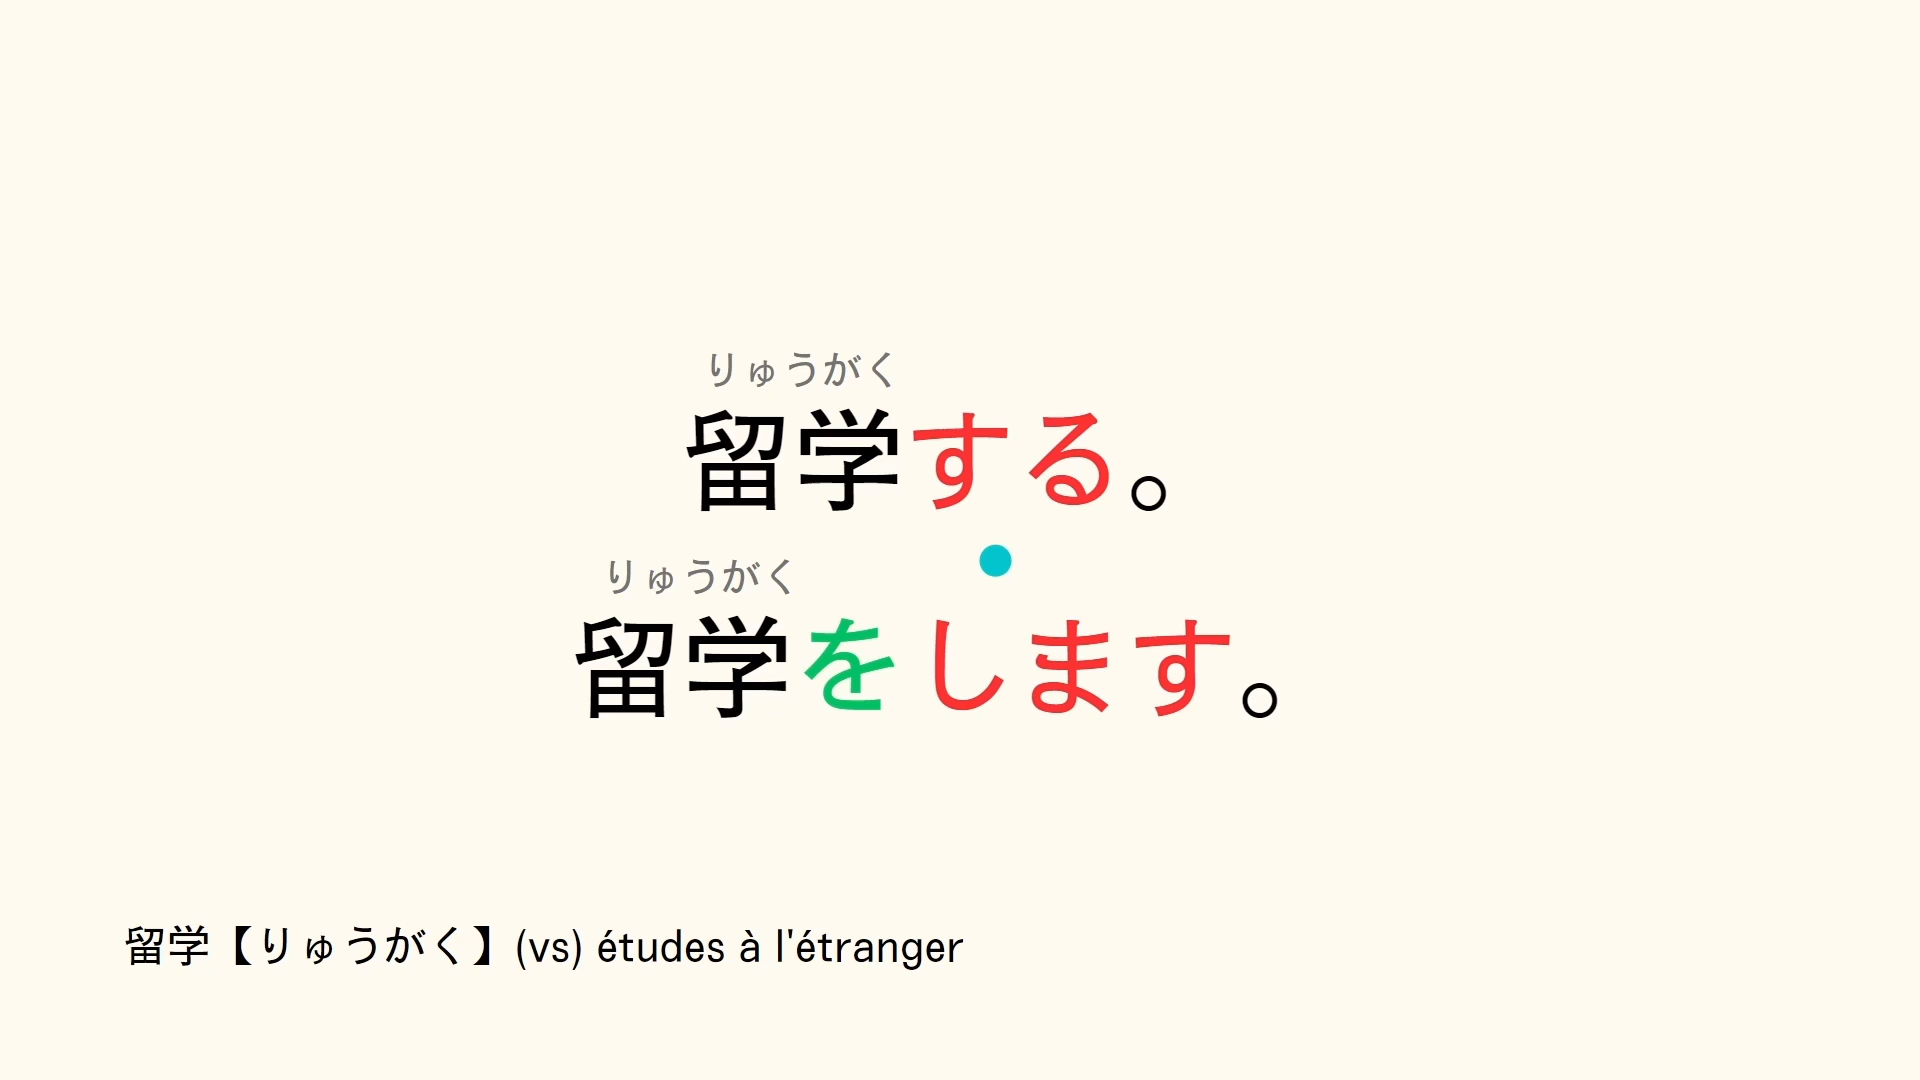 りゅうがく
留学する。
りゅうがく
留学をします。
留学【りゅうがく】(vs) études à l'étranger